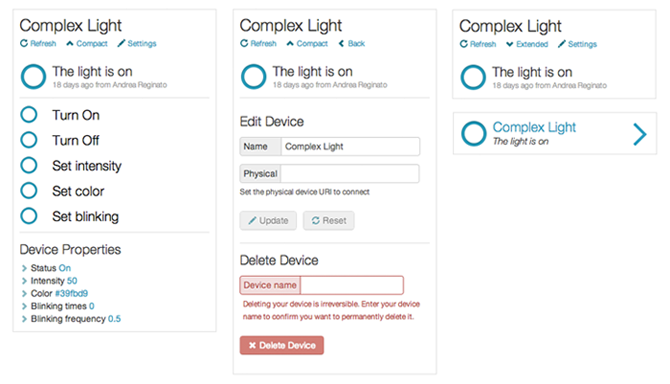 Complex Light
Refresh Compact Settings
The light is on
18 days ago from Andrea Reginato
Turn On
Turn Off
Set intensity
Set color
Set blinking
Device Properties
Status On
Intensity 50
Color #39fbd9
Blinking times 0
Blinking frequency 0.5
Complex Light
Refresh Compact Back
The light is on
18 days ago from Andrea Reginato
Edit Device
Name Complex Light
Physical
Set the physical device URI to connect
Update Reset
Delete Device
Device name
Deleting your device is irreversible. Enter your device
name to confirm you want to permanently delete it.
Delete Device
Complex Light
Refresh Extended Settings
The light is on
18 days ago from Andrea Reginato
Complex Light
The light is on